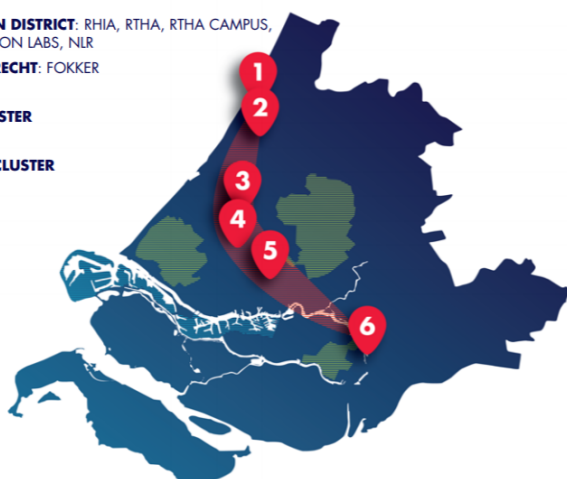 N DISTRICT: RHIA, RTHA, RTHA CAMPUS,
ON LABS, NLR
RECHT: FOKKER
STER
CLUSTER
1
2
3
4
5
6